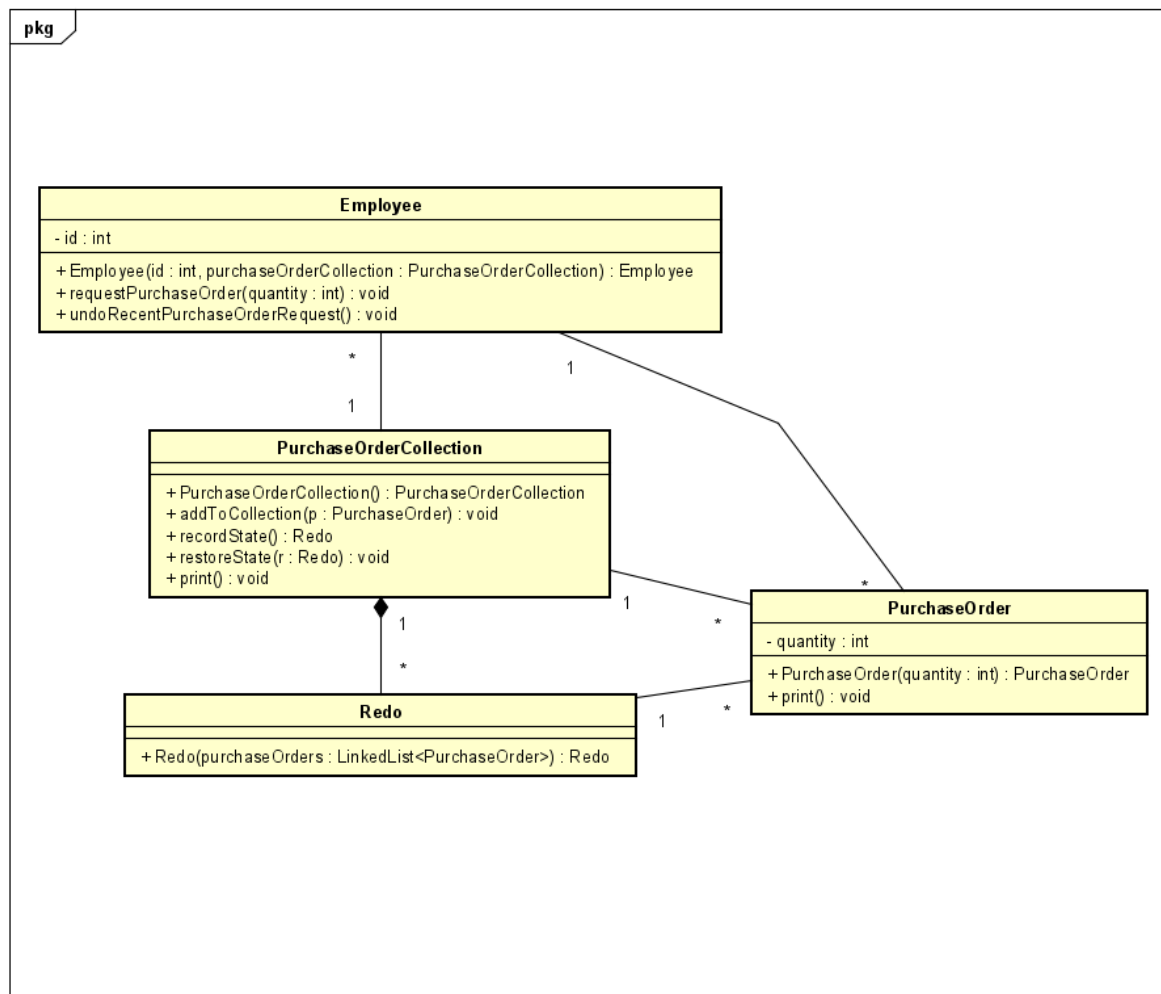 pkg
Employee
- id : int
+ Employee(id : int, purchaseOrderCollection : PurchaseOrderCollection) : Employee
+ requestPurchaseOrder(quantity : int) : void
+ undoRecentPurchaseOrderRequest() : void
*
1
1
PurchaseOrderCollection
+ PurchaseOrderCollection() : PurchaseOrderCollection
+ addToCollection(p : PurchaseOrder) : void
+ recordState() : Redo
+ restoreState(r : Redo) : void
+ print() : void
*
1
*
PurchaseOrder
- quantity : int
+ PurchaseOrder(quantity : int) : PurchaseOrder
+ print() : void
1
*
Redo
+ Redo(purchaseOrders : LinkedList<PurchaseOrder>) : Redo
1
*